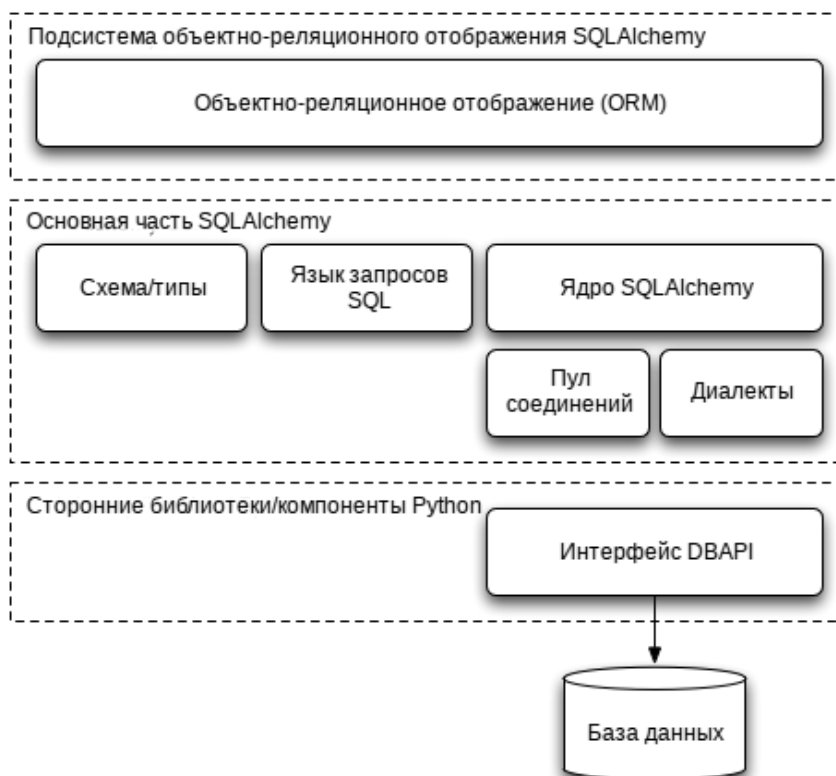 Подсистема объектно-реляционного отображения SQLAlchemy
Объектно-реляционное отображение (ORM)
Основная часть SQLAlchemy
Схема/типы
Язык запросов
SQL
Ядро SQLAlchemy
Пул
соединений
Диалекты
Сторонние библиотеки/компоненты Python
Интерфейс DBAPI
База данных